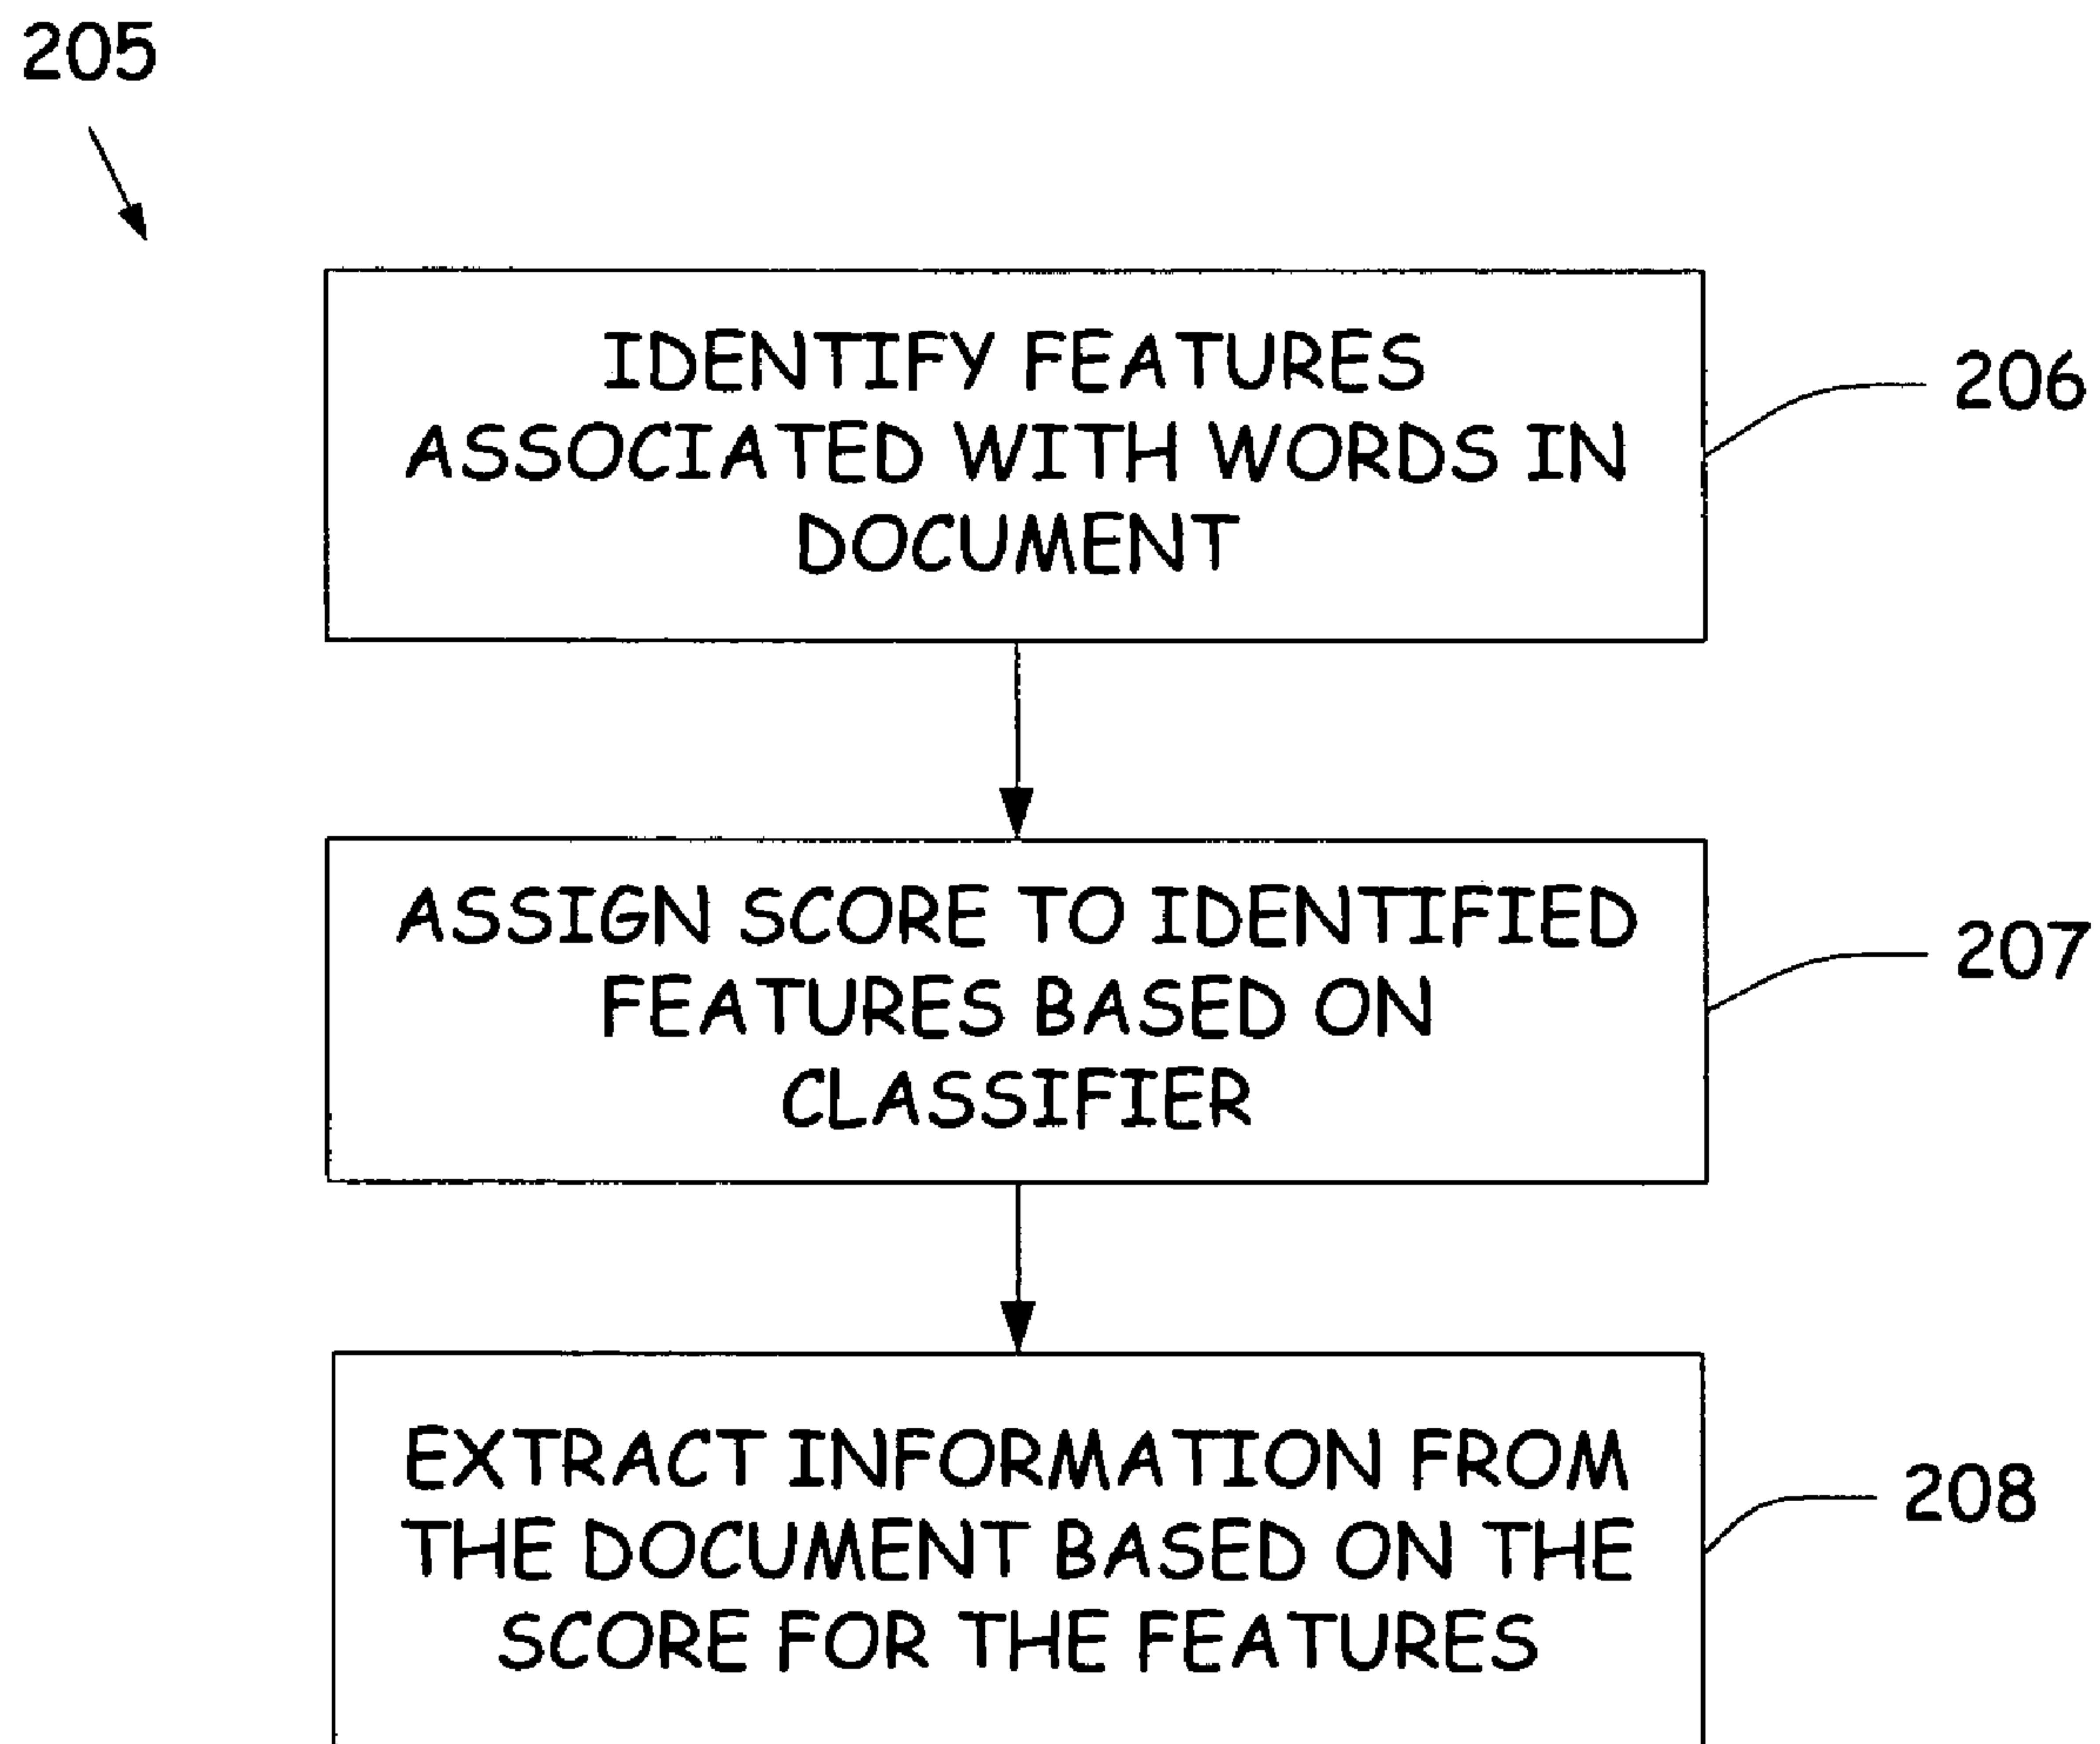 205
IDENTIFY FEATURES
ASSOCIATED WITH WORDS IN
DOCUMENT
206
ASSIGN SCORE TO IDENTIFIED
FEATURES BASED ON
CLASSIFIER
207
EXTRACT INFORMATION FROM
THE DOCUMENT BASED ON THE
SCORE FOR THE FEATURES
208